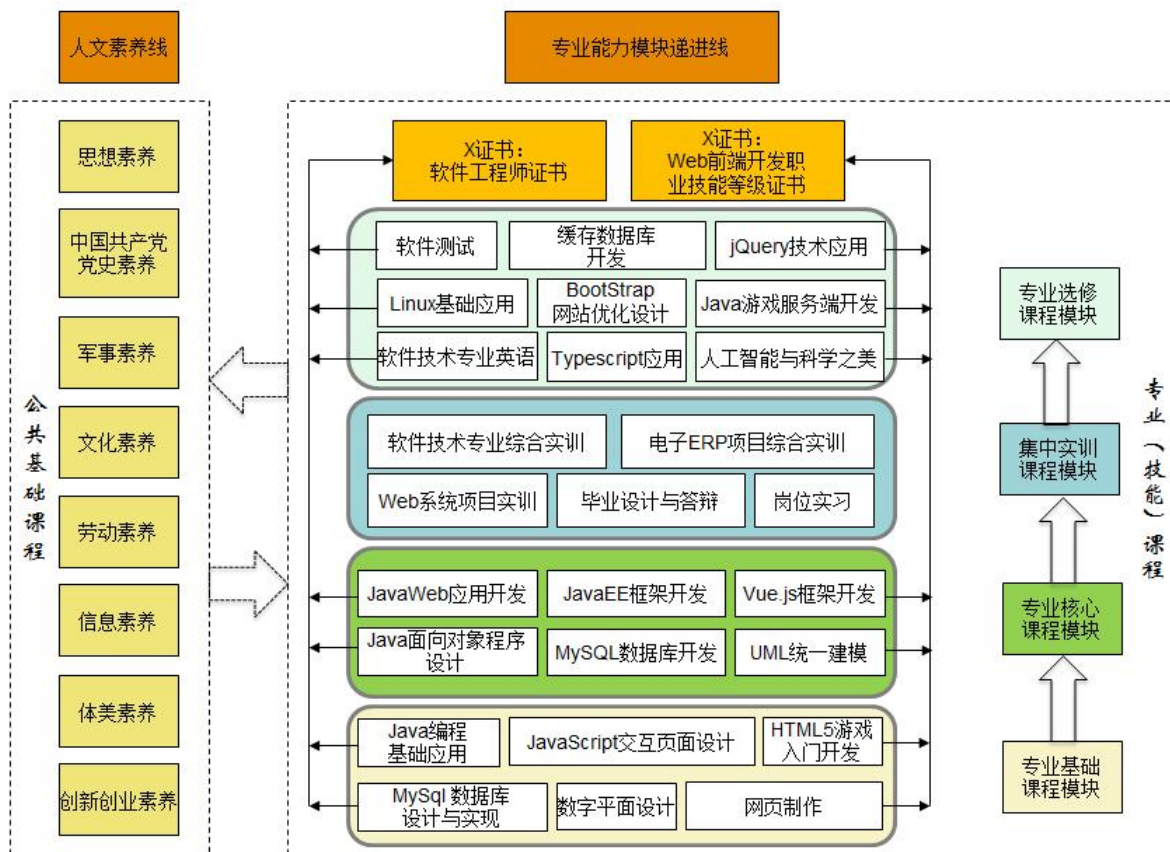 人文素养线
专业能力模块递进线
公共基础课程
思想素养
中国共产党
党史素养
军事素养
文化素养
劳动素养
信息素养
体美素养
创新创业素养
X证书：
软件工程师证书
X证书：
Web前端开发职
业技能等级证书
软件测试
缓存数据库
开发
jQuery技术应用
Linux基础应用
BootStrap
网站优化设计
Java游戏服务端开发
软件技术专业英语
Typescript应用
人工智能与科学之美
软件技术专业综合实训
电子ERP项目综合实训
Web系统项目实训
毕业设计与答辩
岗位实习
JavaWeb应用开发
JavaEE框架开发
Vue.js框架开发
Java面向对象程序
设计
MySQL数据库开发
UML统一建模
Java编程
基础应用
JavaScript交互页面设计
HTML5游戏
入门开发
MySql 数据库
设计与实现
数字平面设计
网页制作
专业选修
课程模块
集中实训
课程模块
专业核心
课程模块
专业基础
课程模块
专业（技能）课程